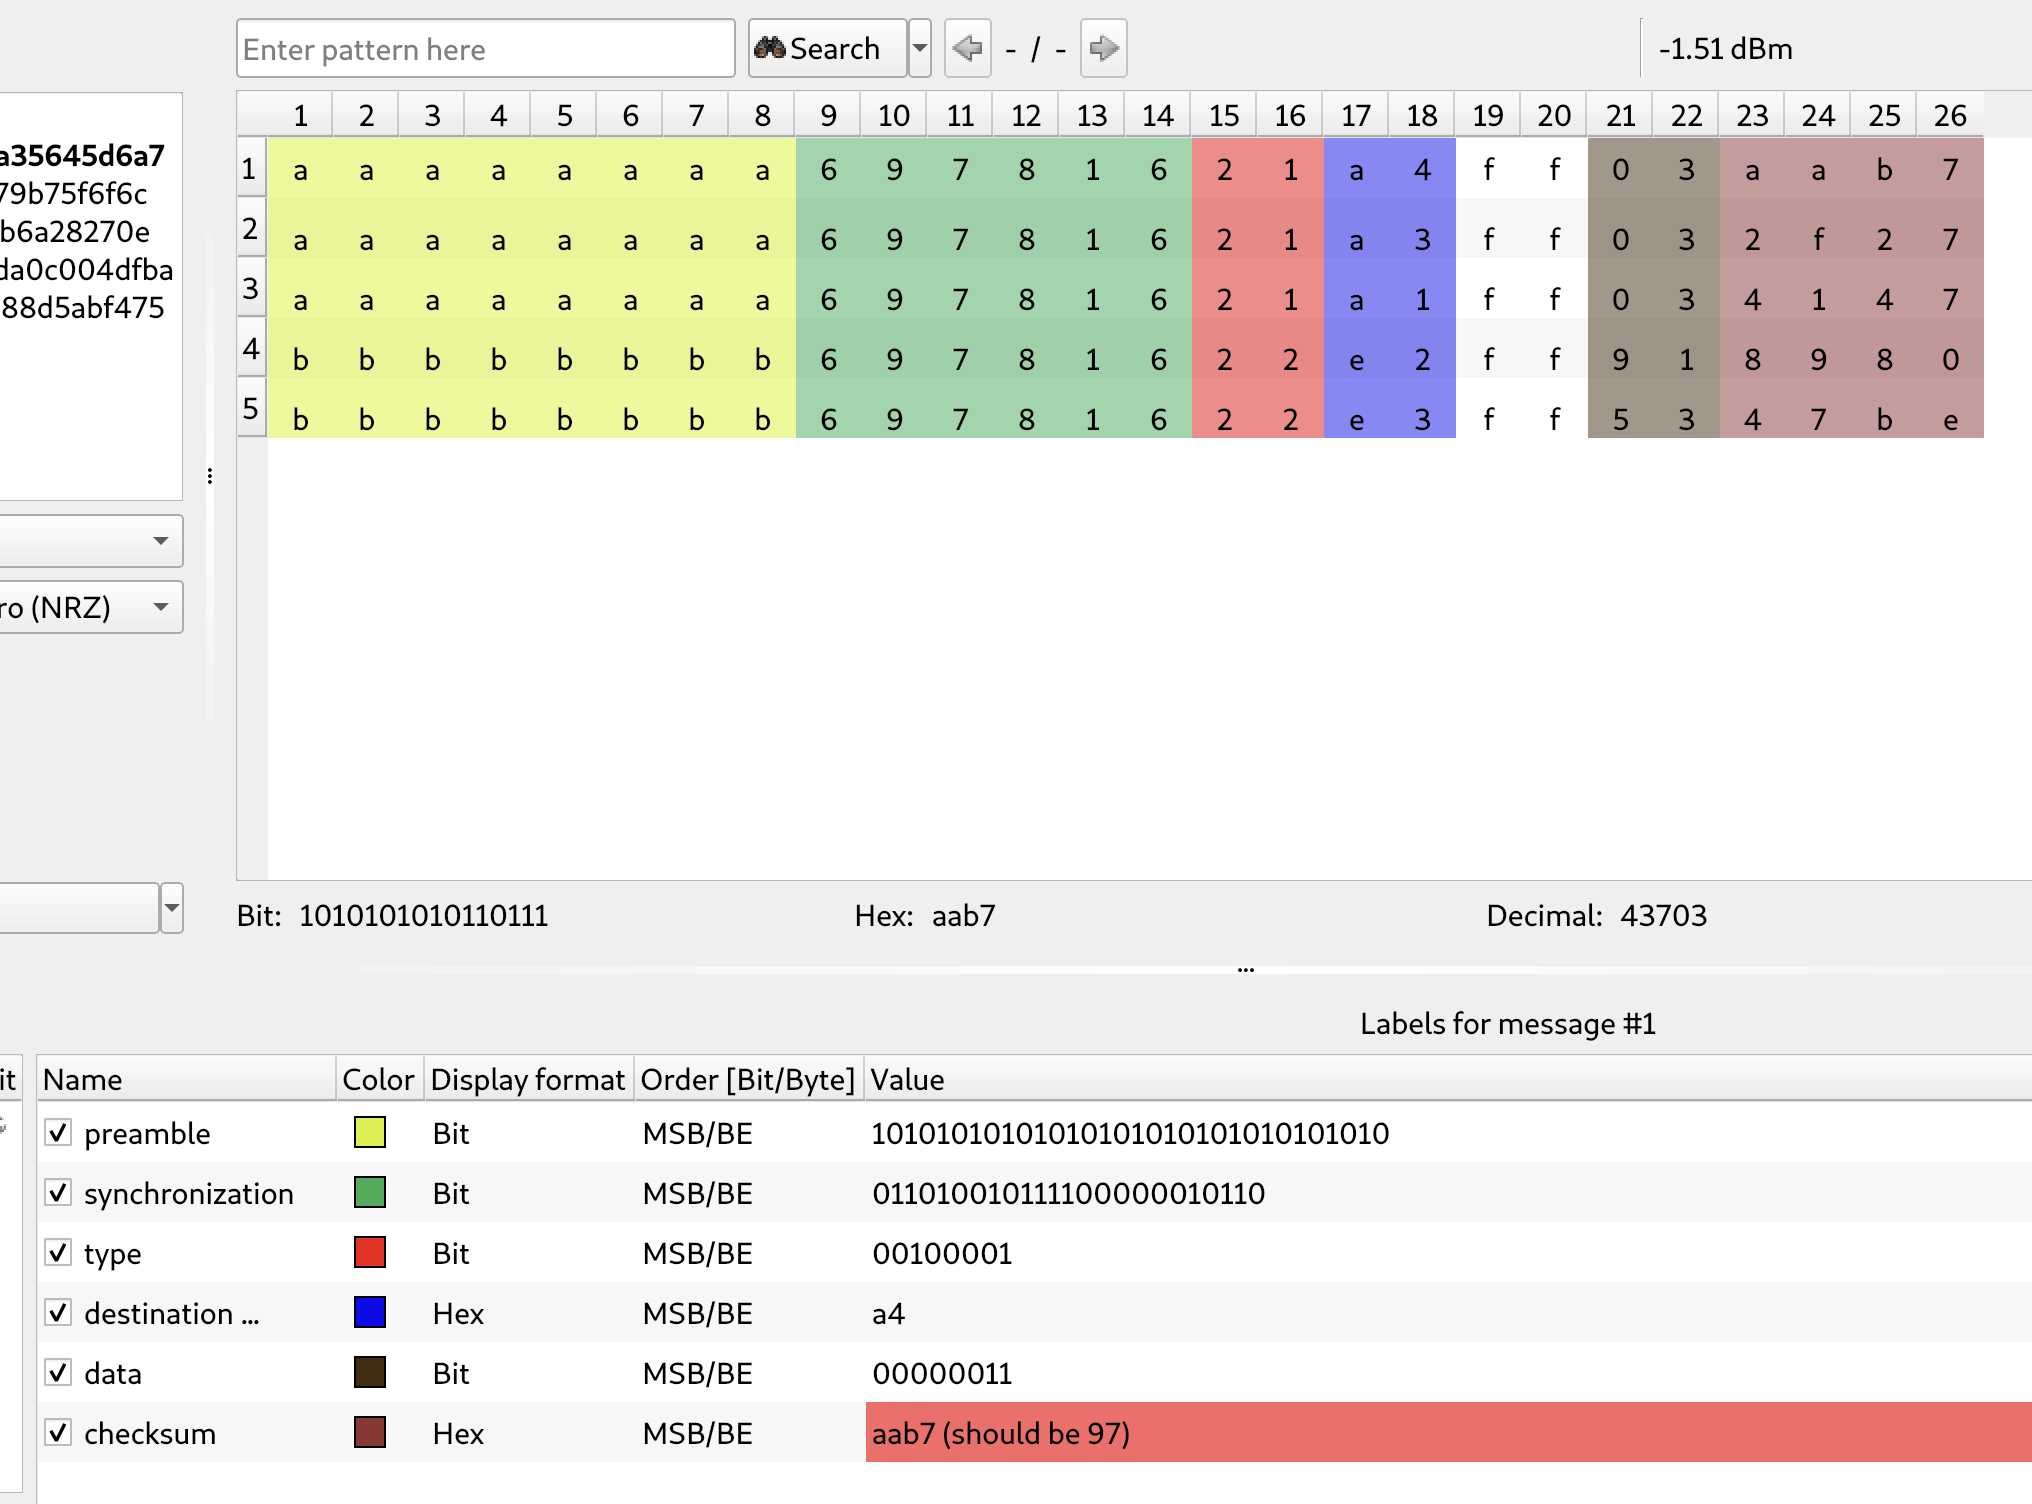 Enter pattern here Search - / - -1.51 dBm
1 2 3 4 5 6 7 8 9 10 11 12 13 14 15 16 17 18 19 20 21 22 23 24 25 26
a35645d6a7
79b75f6f6c
b6a28270e
da0c004dfba
88d5abf475
1 a a a a a a a a 6 9 7 8 1 6 2 1 a 4 f f 0 3 a a b 7
2 a a a a a a a a 6 9 7 8 1 6 2 1 a 3 f f 0 3 2 f 2 7
3 a a a a a a a a 6 9 7 8 1 6 2 1 a 1 f f 0 3 4 1 4 7
4 b b b b b b b b 6 9 7 8 1 6 2 2 e 2 f f 9 1 8 9 8 0
5 b b b b b b b b 6 9 7 8 1 6 2 2 e 3 f f 5 3 4 7 b e
ro (NRZ)
Bit: 1010101010110111 Hex: aab7 Decimal: 43703
Labels for message #1
it Name Color Display format Order [Bit/Byte] Value
preamble Bit MSB/BE 10101010101010101010101010101010
synchronization Bit MSB/BE 011010010111100000010110
type Bit MSB/BE 00100001
destination ... Hex MSB/BE a4
data Bit MSB/BE 00000011
checksum Hex MSB/BE aab7 (should be 97)